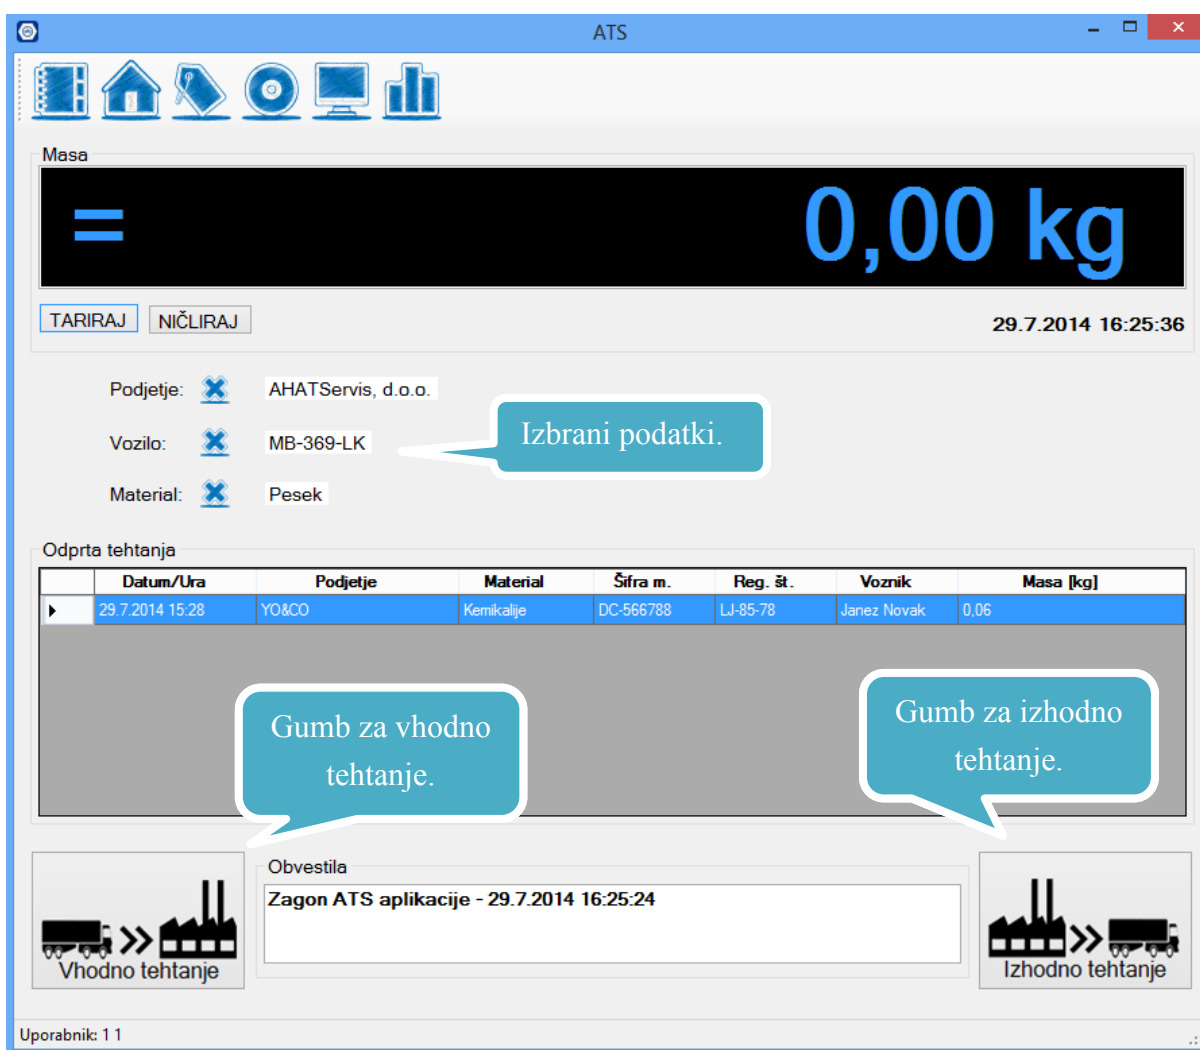 ATS
Masa
= 0,00 kg
TARIRAJ NIČLIRAJ 29.7.2014 16:25:36
Podjetje: AHATServis, d.o.o.
Izbrani podatki.
Vozilo: MB-369-LK
Material: Pesek
Odprta tehtanja
Datum/Ura Podjetje Material Šifra m. Reg. št. Voznik Masa [kg]
29.7.2014 15:28 YO&CO Kemikalije DC-566788 LJ-85-78 Janez Novak 0,06
Gumb za vhodno
tehtanje.
Gumb za izhodno
tehtanje.
Obvestila
Zagon ATS aplikacije - 29.7.2014 16:25:24
Vhodno tehtanje
Izhodno tehtanje
Uporabnik: 1 1